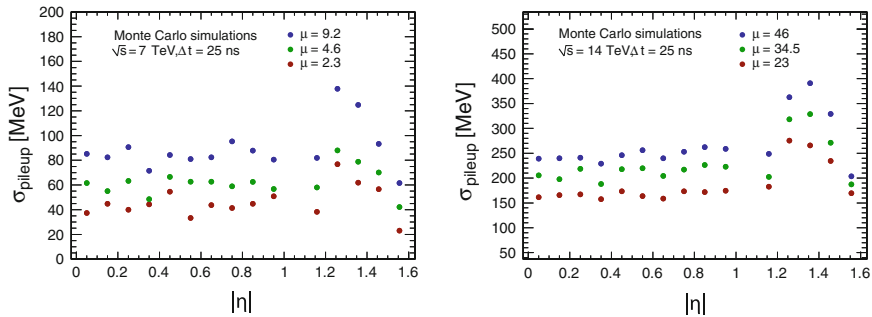 Monte Carlo simulations
√s = 7 TeV,Δt = 25 ns
μ = 9.2
μ = 4.6
μ = 2.3
σpileup [MeV]
200
180
160
140
120
100
80
60
40
20
0
0 0.2 0.4 0.6 0.8 1 1.2 1.4 1.6
|η|
Monte Carlo simulations
√s = 14 TeVΔt = 25 ns
μ = 46
μ = 34.5
μ = 23
σpileup [MeV]
500
450
400
350
300
250
200
150
100
50
0 0.2 0.4 0.6 0.8 1 1.2 1.4 1.6
|η|